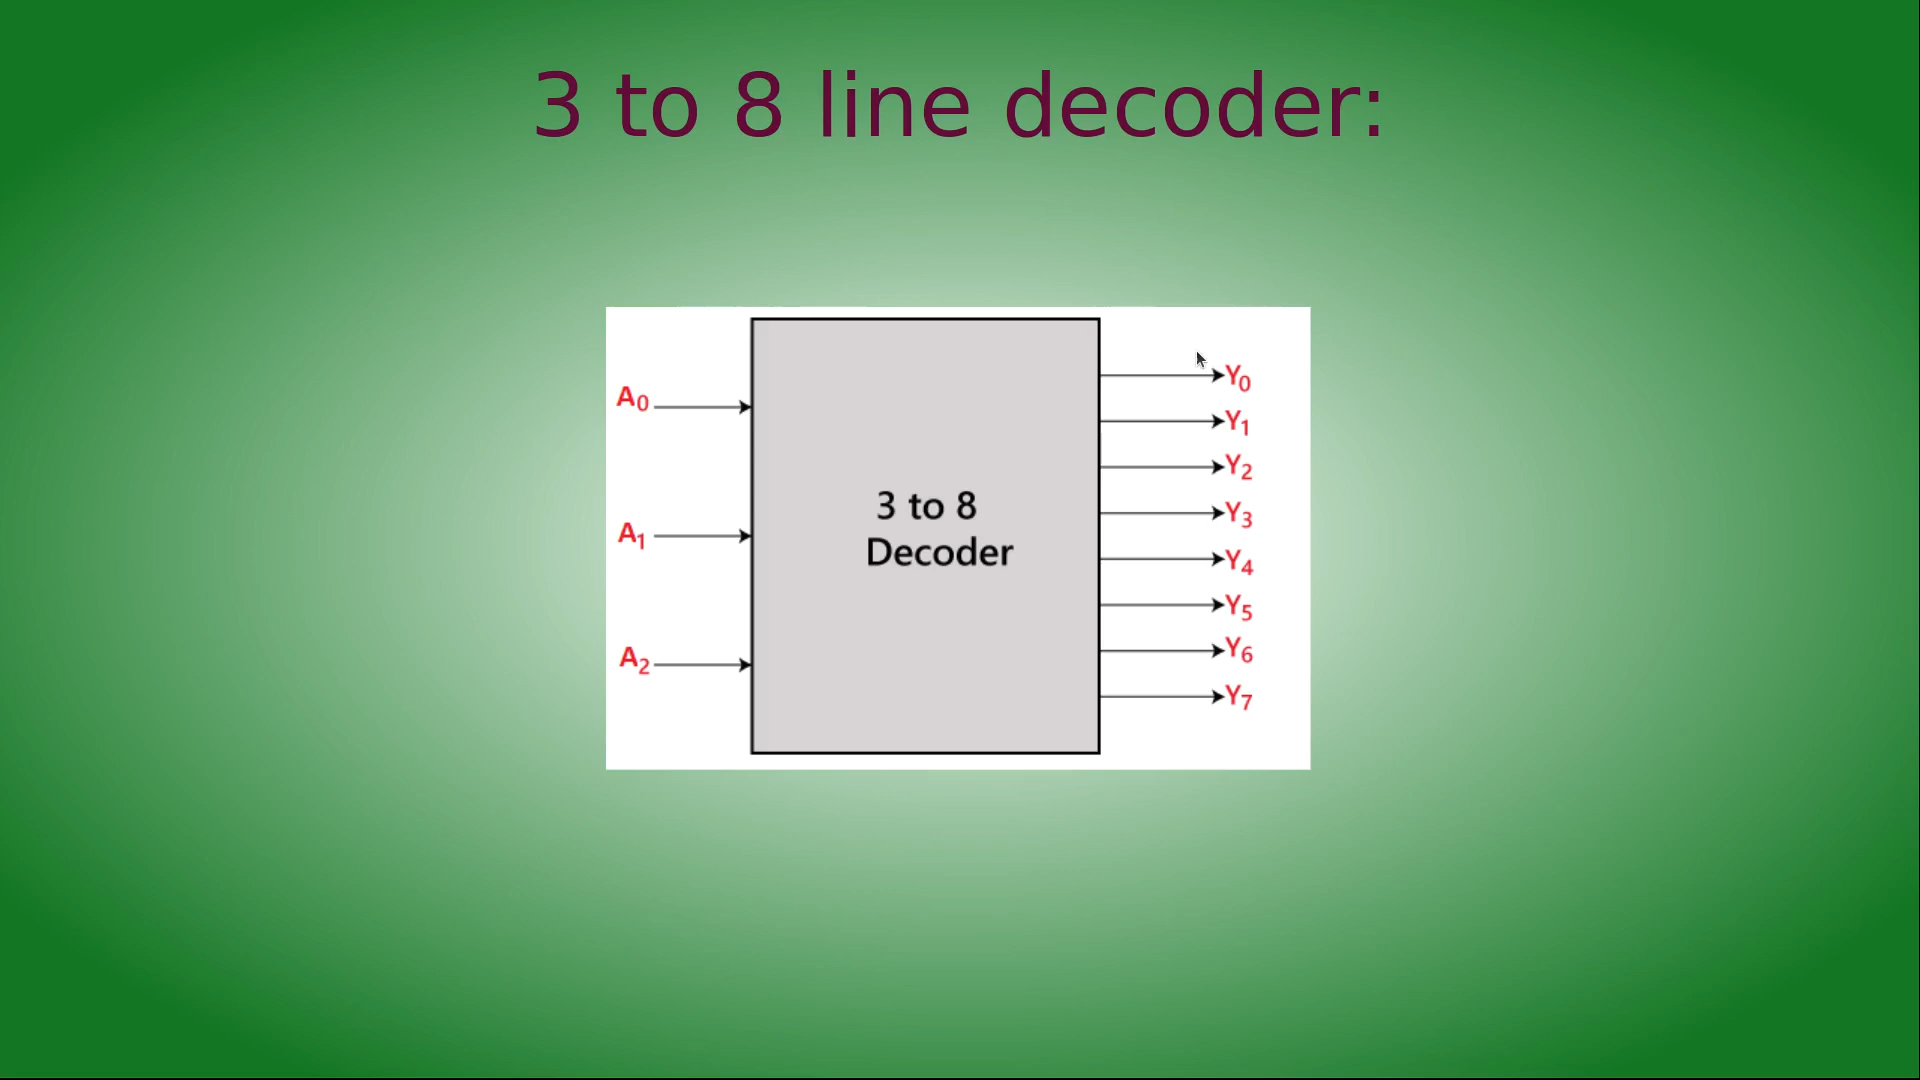 3 to 8 line decoder:
A0
A1
A2
3 to 8
Decoder
Y0
Y1
Y2
Y3
Y4
Y5
Y6
Y7